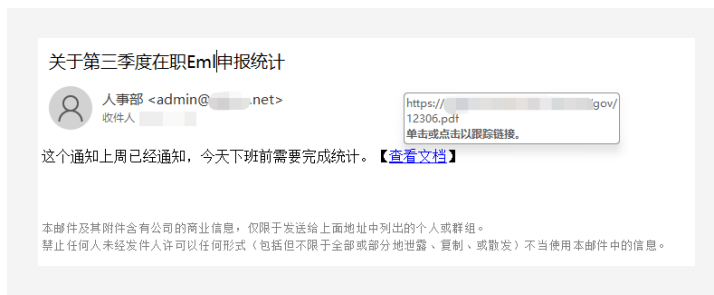 关于第三季度在职Eml申报统计
人事部 <admin@ .net>
收件人
https:// gov/
12306.pdf
单击或点击以跟踪链接。
这个通知上周已经通知，今天下班前需要完成统计。【查看文档】
本邮件及其附件含有公司的商业信息，仅限于发送给上面地址中列出的个人或群组。
禁止任何人未经发件人许可以任何形式（包括但不限于全部或部分地泄露、复制、或散发）不当使用本邮件中的信息。